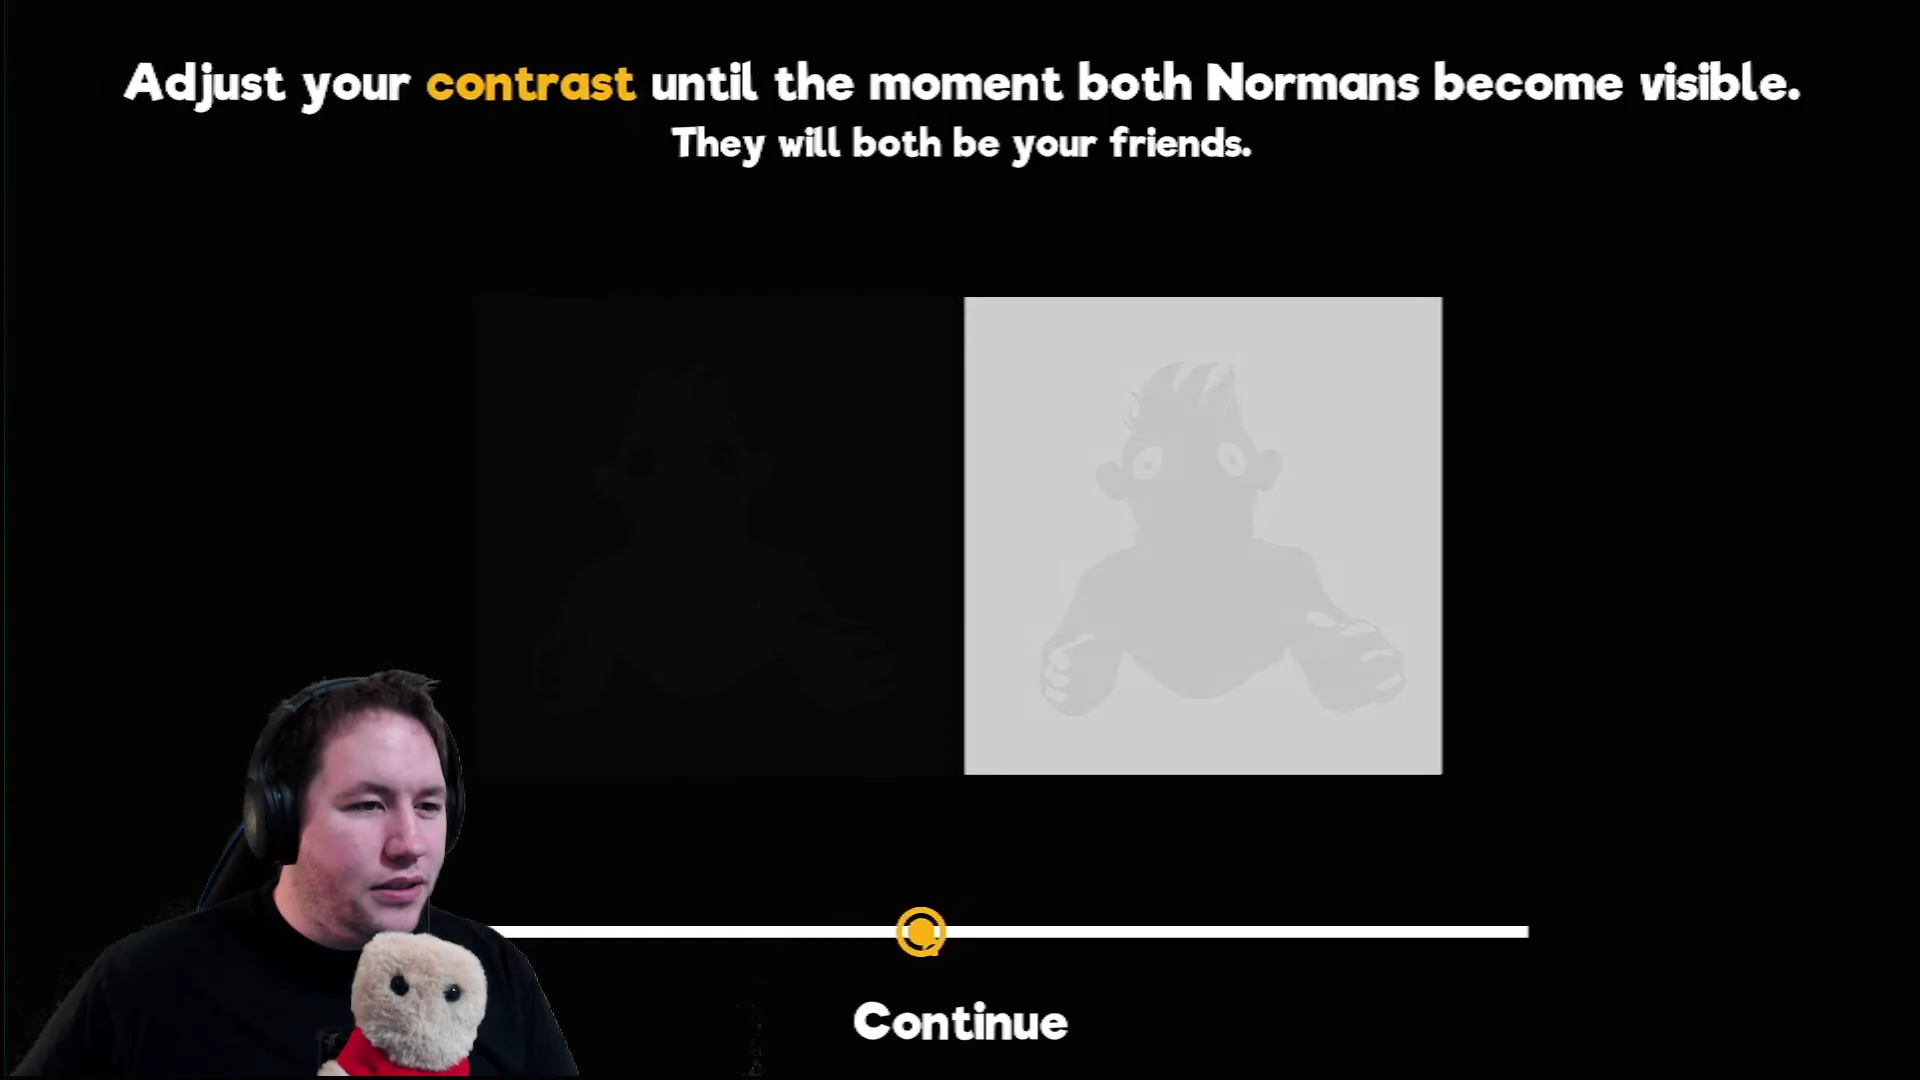 Adjust your contrast until the moment both Normans become visible.
They will both be your friends.
Continue